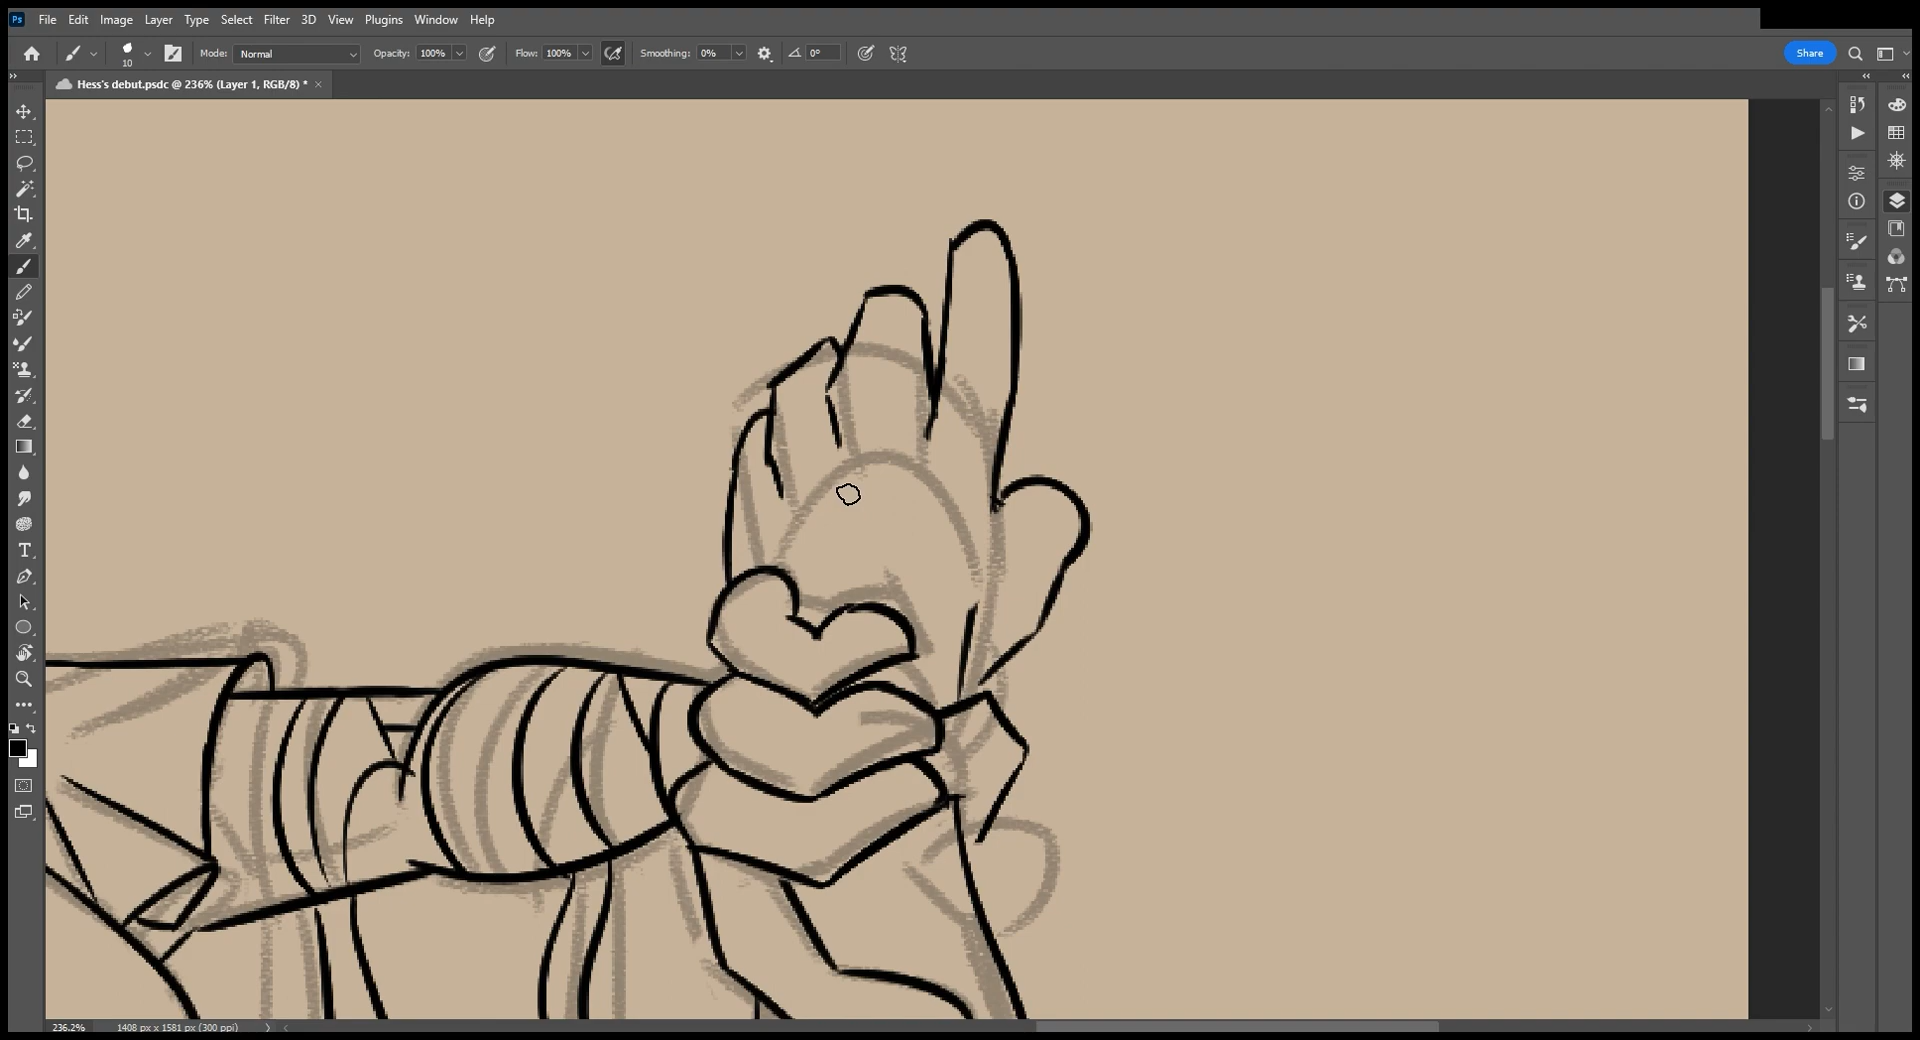 Ps File Edit Image Layer Type Select Filter 3D View Plugins Window Help
10 Mode: Normal Opacity: 100% Flow: 100% Smoothing: 0% 0° Share
Hess's debut.psdc @ 236% (Layer 1, RGB/8) * ×
T
236.2% 1408 px x 1581 px (300 ppi)